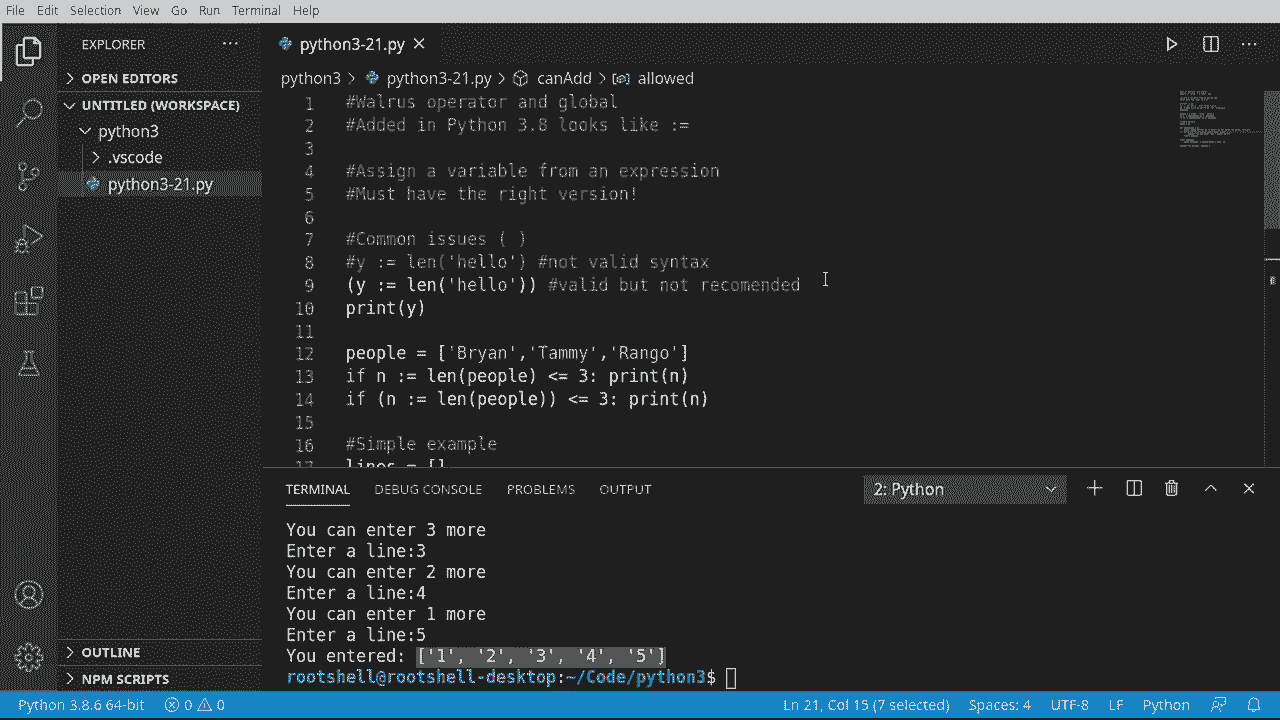 File Edit Selection View Go Run Terminal Help
EXPLORER
OPEN EDITORS
UNTITLED (WORKSPACE)
python3
.vscode
python3-21.py
OUTLINE
NPM SCRIPTS
python3-21.py
python3 > python3-21.py > canAdd > allowed
1 #Walrus operator and global
2 #Added in Python 3.8 looks like :=
3
4 #Assign a variable from an expression
5 #Must have the right version!
6
7 #Common issues ( )
8 #y := len('hello') #not valid syntax
9 (y := len('hello')) #valid but not recomended
10 print(y)
11
12 people = ['Bryan','Tammy','Rango']
13 if n := len(people) <= 3: print(n)
14 if (n := len(people)) <= 3: print(n)
15
16 #Simple example
17 lines = []
TERMINAL DEBUG CONSOLE PROBLEMS OUTPUT 2: Python
You can enter 3 more
Enter a line:3
You can enter 2 more
Enter a line:4
You can enter 1 more
Enter a line:5
You entered: ['1', '2', '3', '4', '5']
rootshell@rootshell-desktop:~/Code/python3$
Python 3.8.6 64-bit 0 0 Ln 21, Col 15 (7 selected) Spaces: 4 UTF-8 LF Python